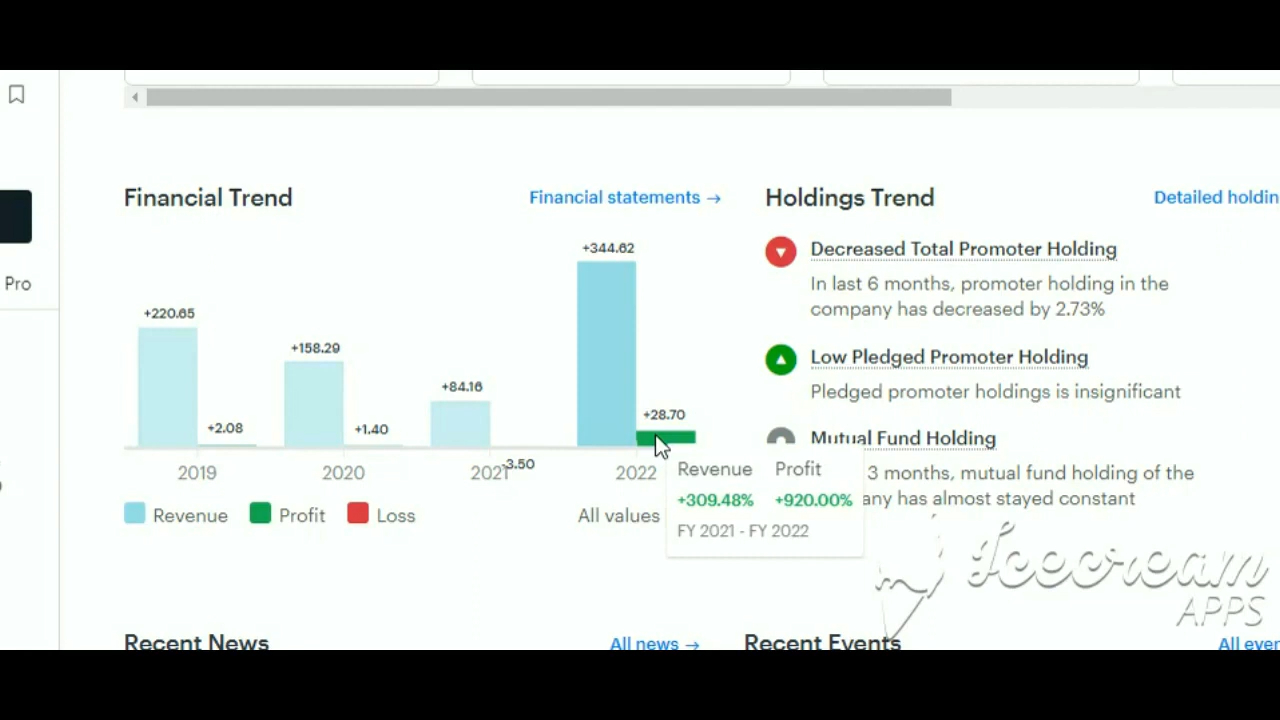 Pro
Financial Trend
Financial statements →
+344.62
+220.65
+158.29
+84.16
+28.70
+2.08
+1.40
-3.50
2019
2020
2021
2022
Revenue
Profit
Loss
All values
Revenue Profit
+309.48% +920.00%
FY 2021 - FY 2022
Holdings Trend
Detailed holdin
Decreased Total Promoter Holding
In last 6 months, promoter holding in the
company has decreased by 2.73%
Low Pledged Promoter Holding
Pledged promoter holdings is insignificant
Mutual Fund Holding
3 months, mutual fund holding of the
any has almost stayed constant
Icecream
APPS
Recent News
All news →
Recent Events
All ever